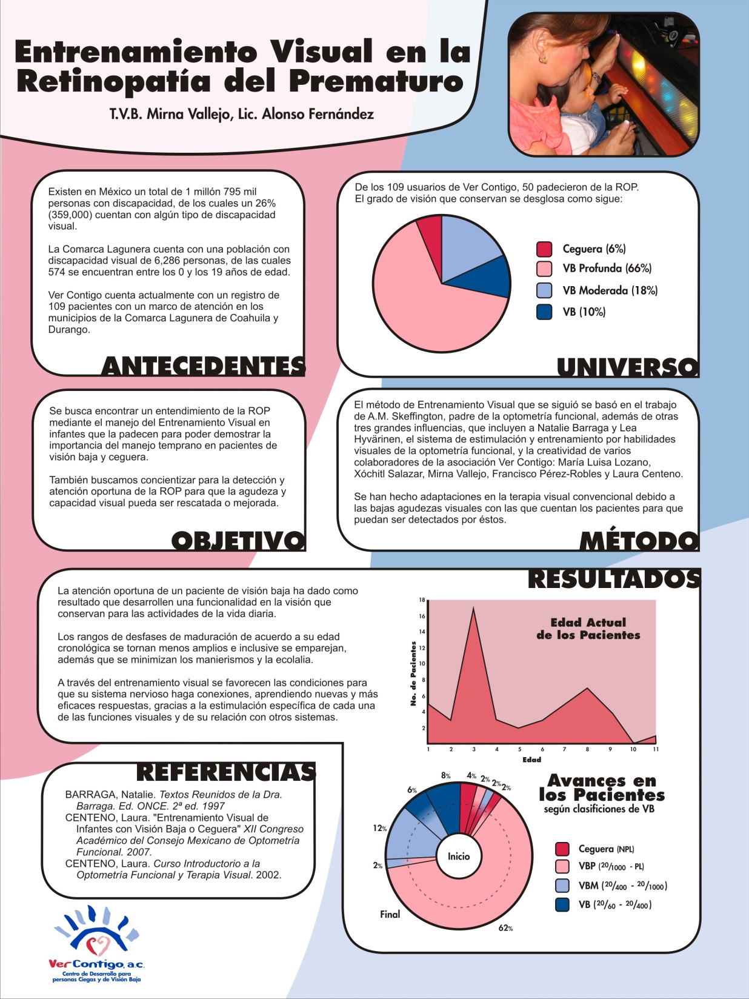 Entrenamiento Visual en la
Retinopatía del Prematuro
T.V.B. Mirna Vallejo, Lic. Alonso Fernández
Existen en México un total de 1 millón 795 mil
personas con discapacidad, de los cuales un 26%
(359,000) cuentan con algún tipo de discapacidad
visual.
La Comarca Lagunera cuenta con una población con
discapacidad visual de 6,286 personas, de las cuales
574 se encuentran entre los 0 y los 19 años de edad.
Ver Contigo cuenta actualmente con un registro de
109 pacientes con un marco de atención en los
municipios de la Comarca Lagunera de Coahuila y
Durango.
ANTECEDENTES
De los 109 usuarios de Ver Contigo, 50 padecieron de la ROP.
El grado de visión que conservan se desglosa como sigue:
Ceguera (6%)
VB Profunda (66%)
VB Moderada (18%)
VB (10%)
UNIVERSO
Se busca encontrar un entendimiento de la ROP
mediante el manejo del Entrenamiento Visual en
infantes que la padecen para poder demostrar la
importancia del manejo temprano en pacientes de
visión baja y ceguera.
También buscamos concientizar para la detección y
atención oportuna de la ROP para que la agudeza y
capacidad visual pueda ser rescatada o mejorada.
OBJETIVO
El método de Entrenamiento Visual que se siguió se basó en el trabajo
de A.M. Skeffington, padre de la optometría funcional, además de otras
tres grandes influencias, que incluyen a Natalie Barraga y Lea
Hyvärinen, el sistema de estimulación y entrenamiento por habilidades
visuales de la optometría funcional, y la creatividad de varios
colaboradores de la asociación Ver Contigo: María Luisa Lozano,
Xóchitl Salazar, Mirna Vallejo, Francisco Pérez-Robles y Laura Centeno.
Se han hecho adaptaciones en la terapia visual convencional debido a
las bajas agudezas visuales con las que cuentan los pacientes para que
puedan ser detectados por éstos.
MÉTODO
RESULTADOS
La atención oportuna de un paciente de visión baja ha dado como
resultado que desarrollen una funcionalidad en la visión que
conservan para las actividades de la vida diaria.
Los rangos de desfases de maduración de acuerdo a su edad
cronológica se tornan menos amplios e inclusive se emparejan,
además que se minimizan los manierismos y la ecolalia.
A través del entrenamiento visual se favorecen las condiciones para
que su sistema nervioso haga conexiones, aprendiendo nuevas y más
eficaces respuestas, gracias a la estimulación específica de cada una
de las funciones visuales y de su relación con otros sistemas.
Edad Actual
de los Pacientes
No. de Pacientes
18
16
14
12
10
8
6
4
2
1 2 3 4 5 6 7 8 9 10 11
Edad
Avances en
los Pacientes
según clasificiones de VB
8% 4% 2% 2% 2%
6%
12%
2%
62%
Inicio
Final
Ceguera (NPL)
VBP (20/1000 - PL)
VBM (20/400 - 20/1000)
VB (20/60 - 20/400)
REFERENCIAS
BARRAGA, Natalie. Textos Reunidos de la Dra.
Barraga. Ed. ONCE. 2ª ed. 1997
CENTENO, Laura. "Entrenamiento Visual de
Infantes con Visión Baja o Ceguera" XII Congreso
Académico del Consejo Mexicano de Optometría
Funcional. 2007.
CENTENO, Laura. Curso Introductorio a la
Optometría Funcional y Terapia Visual. 2002.
Ver Contigo, a.c.
Centro de Desarrollo para
personas Ciegas y de Visión Baja